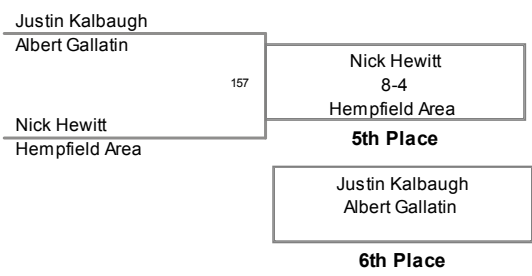 Justin Kalbaugh
Albert Gallatin
157
Nick Hewitt
Hempfield Area
Nick Hewitt
8-4
Hempfield Area
5th Place
Justin Kalbaugh
Albert Gallatin
6th Place